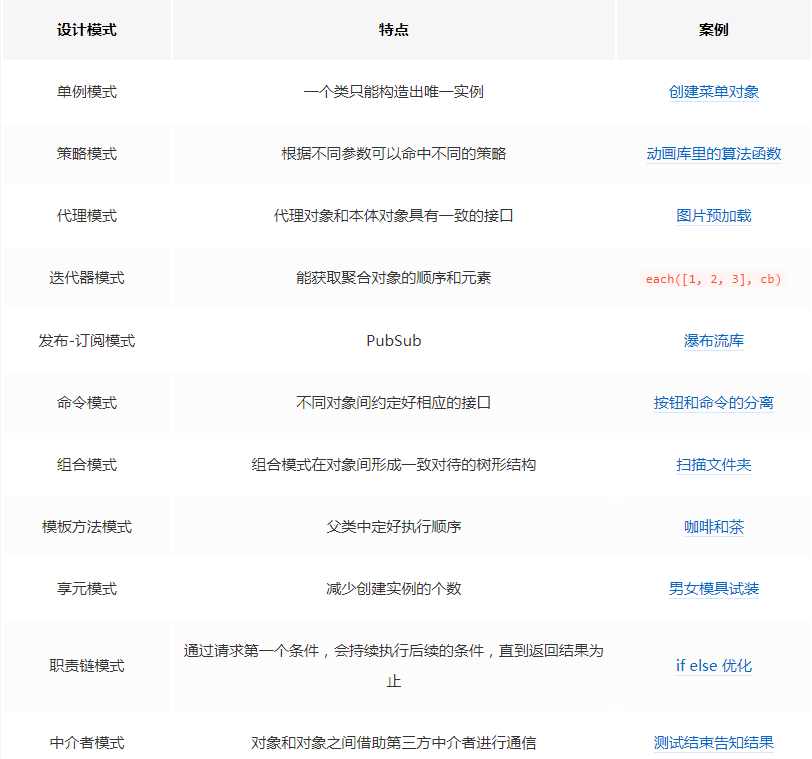 设计模式 特点 案例
单例模式 一个类只能构造出唯一实例 创建菜单对象
策略模式 根据不同参数可以命中不同的策略 动画库里的算法函数
代理模式 代理对象和本体对象具有一致的接口 图片预加载
迭代器模式 能获取聚合对象的顺序和元素 each([1, 2, 3], cb)
发布-订阅模式 PubSub 瀑布流库
命令模式 不同对象间约定好相应的接口 按钮和命令的分离
组合模式 组合模式在对象间形成一致对待的树形结构 扫描文件夹
模板方法模式 父类中定好执行顺序 咖啡和茶
享元模式 减少创建实例的个数 男女模具试装
职责链模式 通过请求第一个条件，会持续执行后续的条件，直到返回结果为
止 if else 优化
中介者模式 对象和对象之间借助第三方中介者进行通信 测试结束告知结果